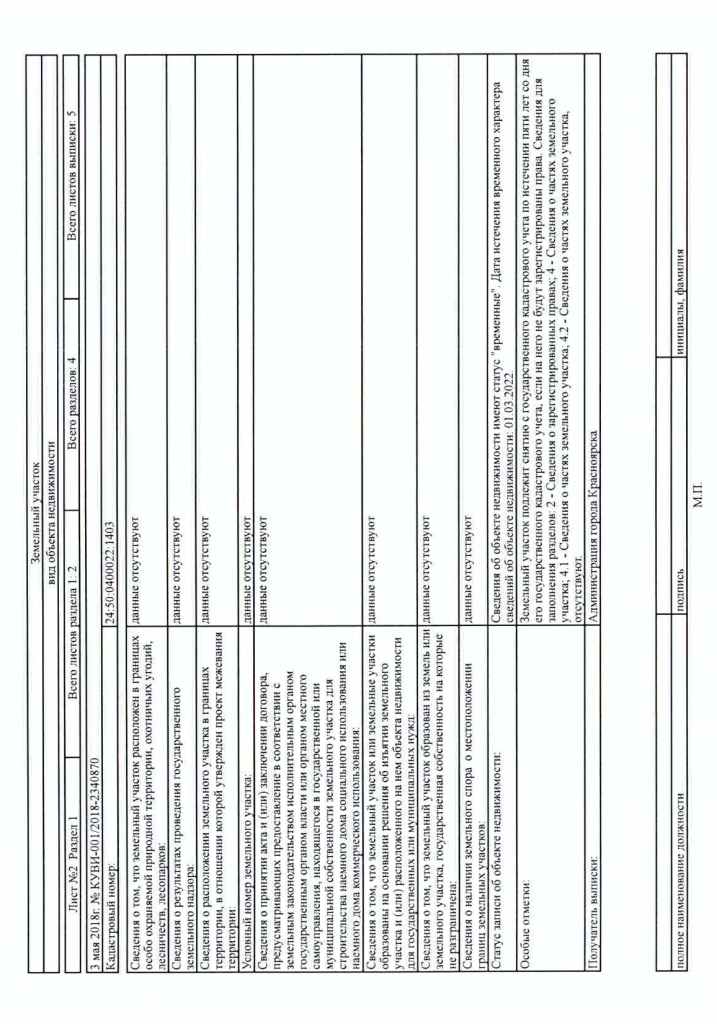 Земельный участок
вид объекта недвижимости
Лист №2 Раздел 1 Всего листов раздела 1: 2 Всего разделов: 4 Всего листов выписки: 5
3 мая 2018г. № КУВИ-001/2018-2340870
Кадастровый номер: 24:50:0400022:1403
Сведения о том, что земельный участок расположен в границах данные отсутствуют
особо охраняемой природной территории, охотничьих угодий,
лесничеств, лесопарков:
Сведения о результатах проведения государственного данные отсутствуют
земельного надзора:
Сведения о расположении земельного участка в границах данные отсутствуют
территории, в отношении которой утвержден проект межевания
территории:
Условный номер земельного участка: данные отсутствуют
Сведения о принятии акта и (или) заключении договора, данные отсутствуют
предусматривающих предоставление в соответствии с
земельным законодательством исполнительным органом
государственным органом власти или органом местного
самоуправления, находящегося в государственной или
муниципальной собственности земельного участка для
строительства наемного дома социального использования или
наемного дома коммерческого использования:
Сведения о том, что земельный участок или земельные участки данные отсутствуют
образованы на основании решения об изъятии земельного
участка и (или) расположенного на нем объекта недвижимости
для государственных или муниципальных нужд:
Сведения о том, что земельный участок образован из земель или данные отсутствуют
земельного участка, государственная собственность на которые
не разграничена:
Сведения о наличии земельного спора о местоположении данные отсутствуют
границ земельных участков:
Статус записи об объекте недвижимости: Сведения об объекте недвижимости имеют статус "временные". Дата истечения временного характера
сведений об объекте недвижимости: 01.03.2022
Особые отметки: Земельный участок подлежит снятию с государственного кадастрового учета по истечении пяти лет со дня
его государственного кадастрового учета, если на него не будут зарегистрированы права. Сведения для
заполнения разделов: 2 - Сведения о зарегистрированных правах; 4 - Сведения о частях земельного
участка; 4.1 - Сведения о частях земельного участка; 4.2 - Сведения о частях земельного участка,
отсутствуют.
Получатель выписки: Администрация города Красноярска
полное наименование должности подпись инициалы, фамилия
М.П.